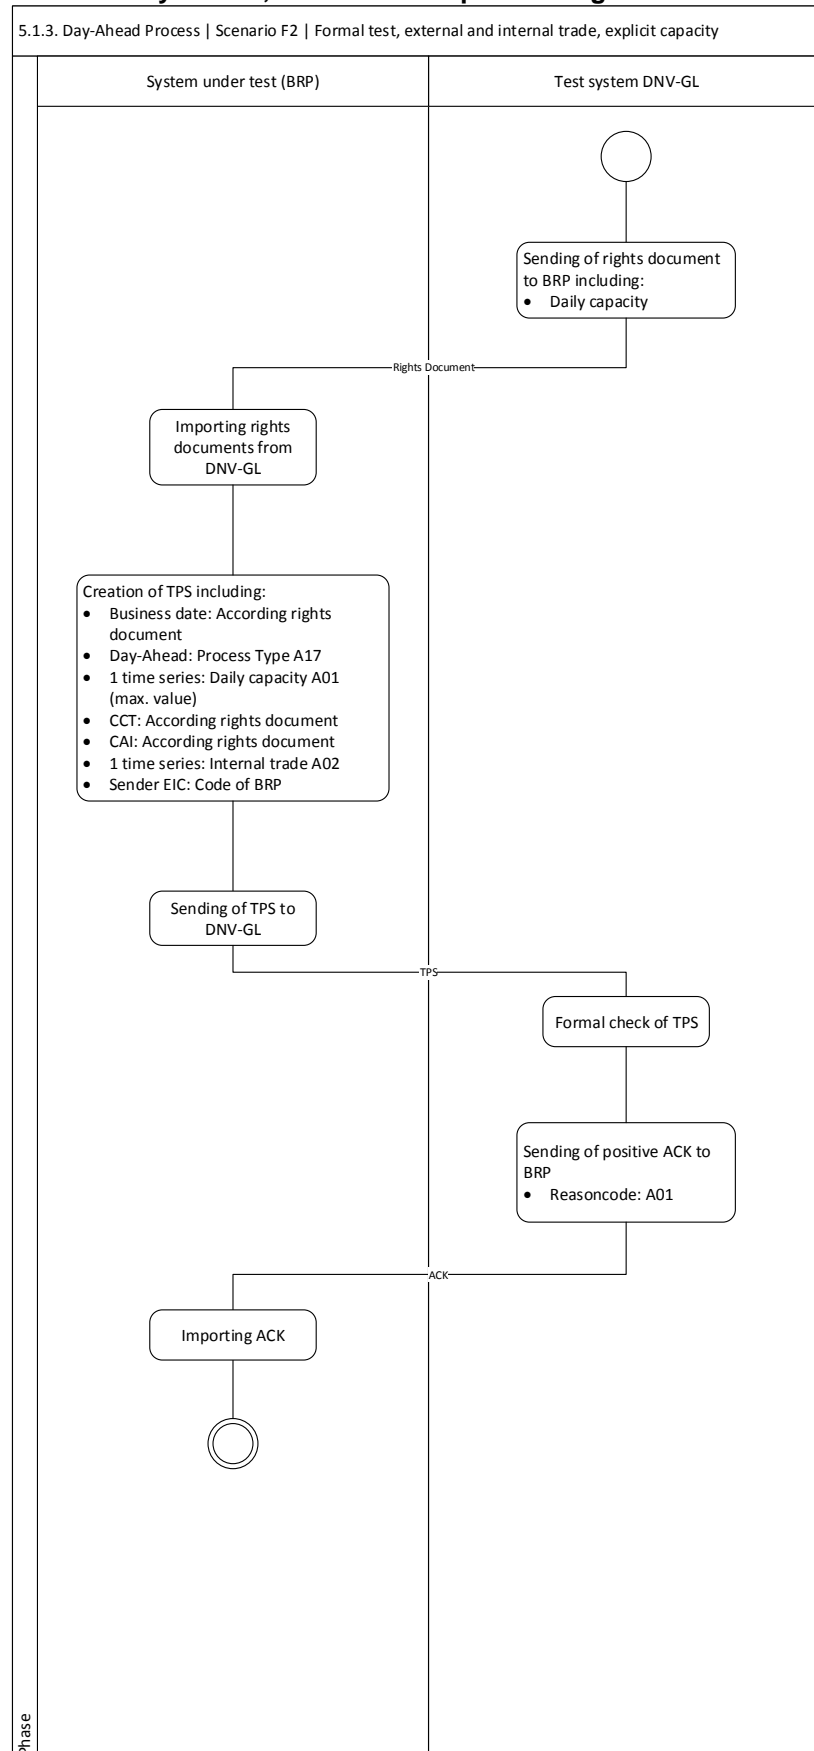 5.1.3. Day-Ahead Process | Scenario F2 | Formal test, external and internal trade, explicit capacity
System under test (BRP)
Test system DNV-GL
Sending of rights document
to BRP including:
• Daily capacity
Rights Document
Importing rights
documents from
DNV-GL
Creation of TPS including:
• Business date: According rights
document
• Day-Ahead: Process Type A17
• 1 time series: Daily capacity A01
(max. value)
• CCT: According rights document
• CAI: According rights document
• 1 time series: Internal trade A02
• Sender EIC: Code of BRP
Sending of TPS to
DNV-GL
TPS
Formal check of TPS
Sending of positive ACK to
BRP
• Reasoncode: A01
ACK
Importing ACK
Phase